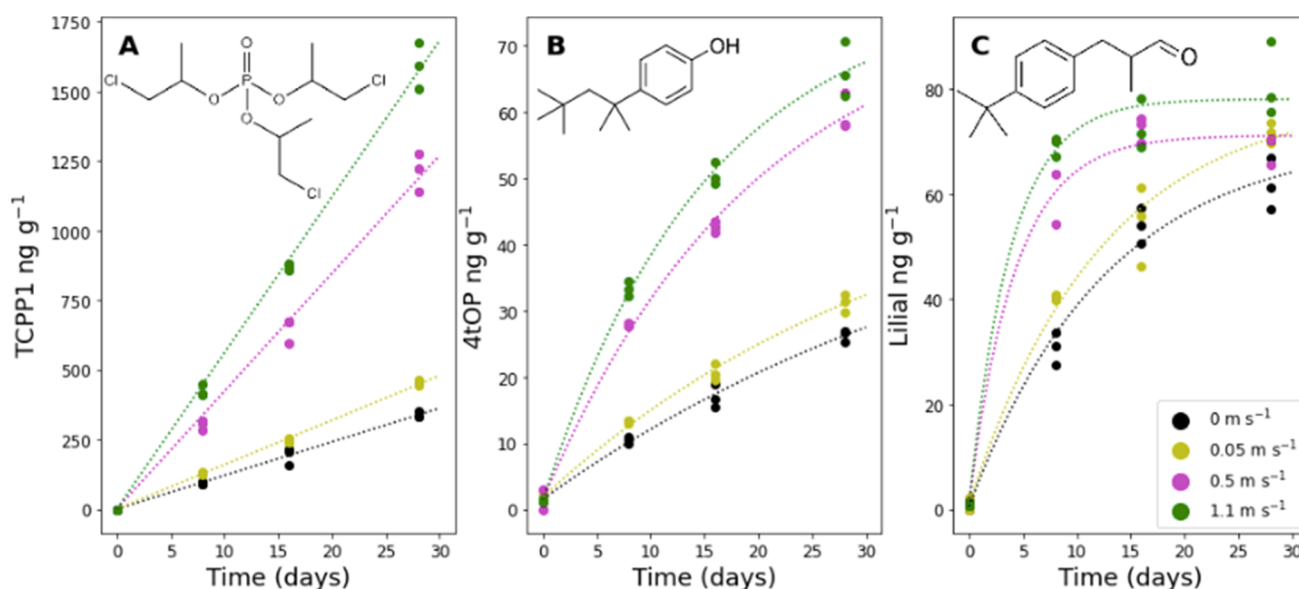 A
B
C
O
Cl
O
P
O
Cl
O
Cl
OH
O
TCPP1 ng g⁻¹
1750
1500
1250
1000
750
500
250
0
0 5 10 15 20 25 30
Time (days)
4tOP ng g⁻¹
70
60
50
40
30
20
10
0
0 5 10 15 20 25 30
Time (days)
Lilial ng g⁻¹
80
60
40
20
0
0 5 10 15 20 25 30
Time (days)
0 m s⁻¹
0.05 m s⁻¹
0.5 m s⁻¹
1.1 m s⁻¹